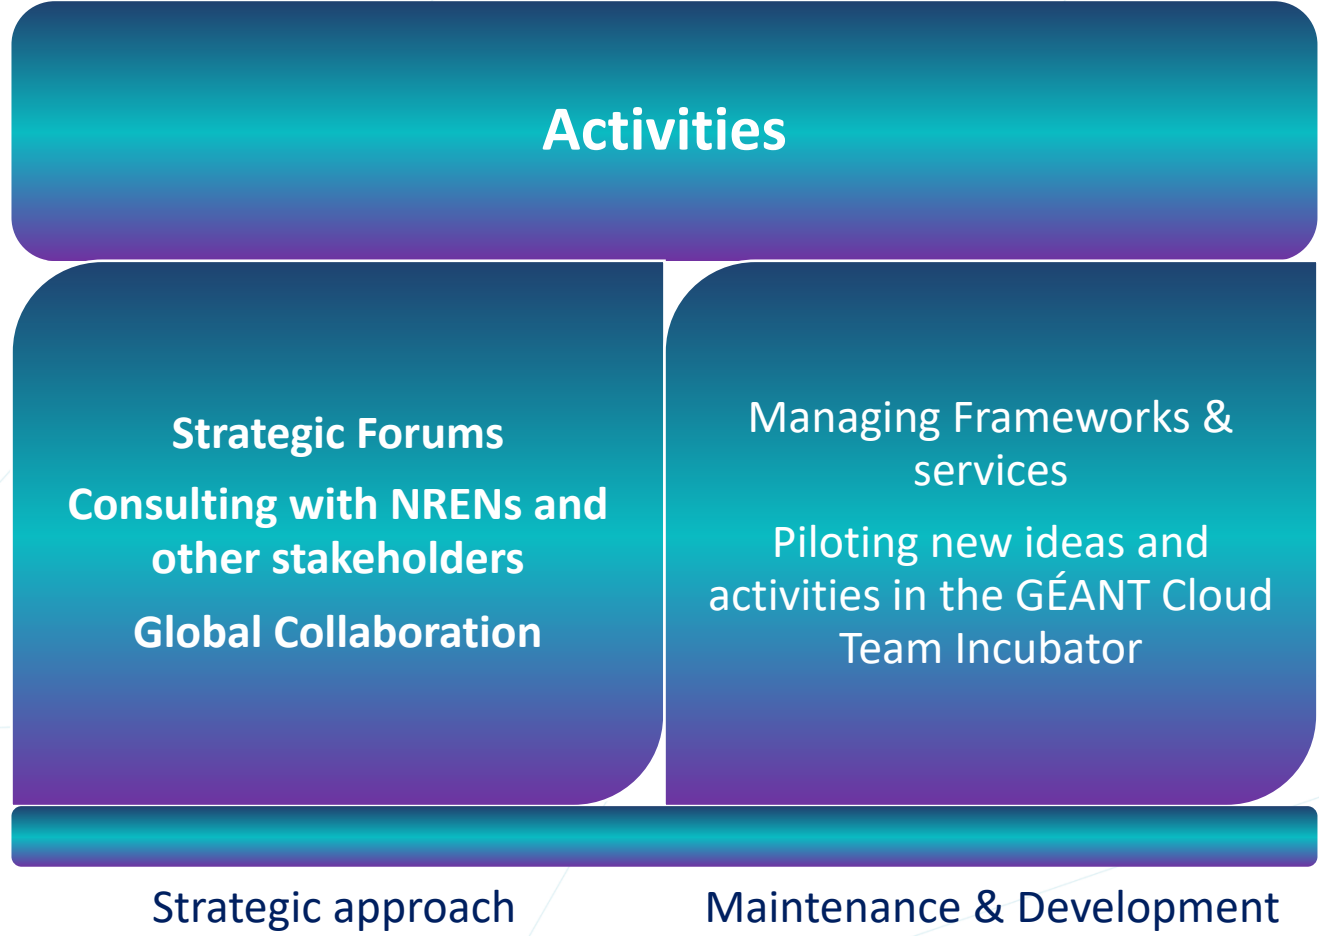 Activities
Strategic Forums
Consulting with NRENs and
other stakeholders
Global Collaboration
Managing Frameworks &
services
Piloting new ideas and
activities in the GÉANT Cloud
Team Incubator
Strategic approach
Maintenance & Development